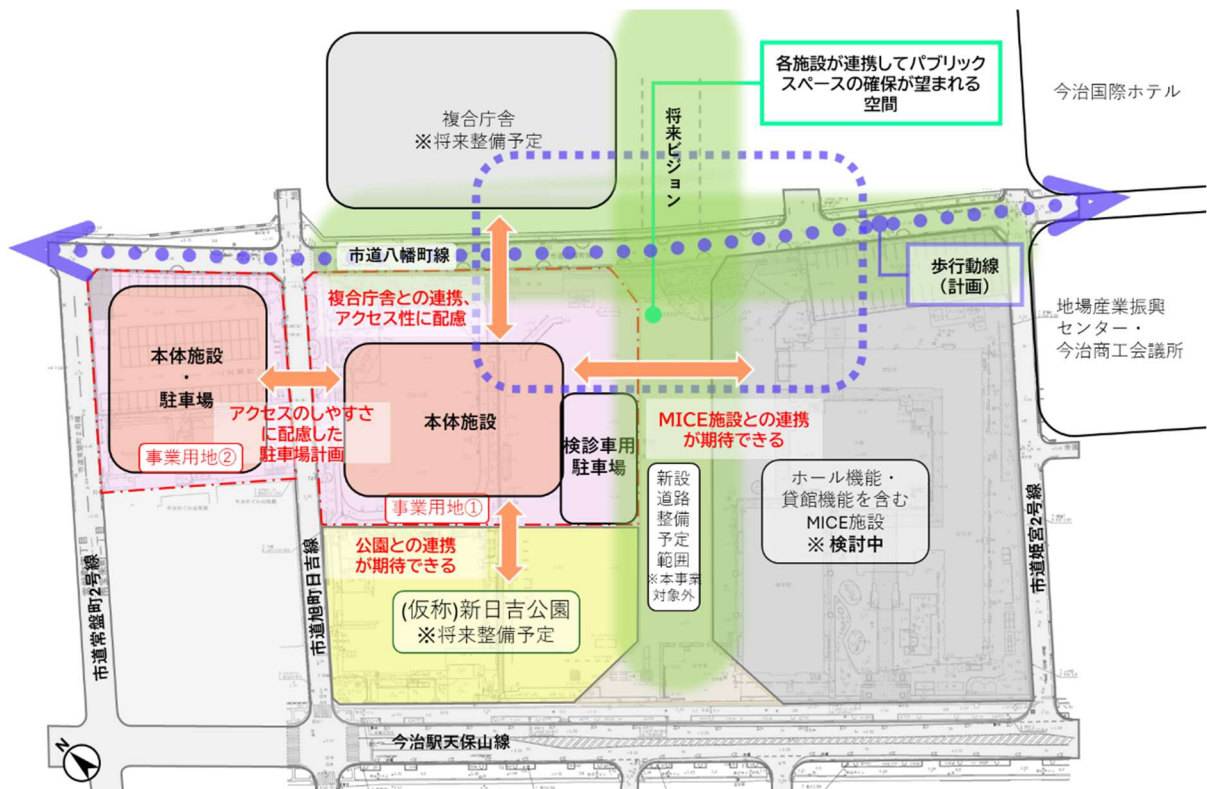 複合庁舎
※将来整備予定
各施設が連携してパブリック
スペースの確保が望まれる
空間
今治国際ホテル
将来ビジョン
市道八幡町線
歩行動線
（計画）
複合庁舎との連携、
アクセス性に配慮
地場産業振興
センター・
今治商工会議所
本体施設
・
駐車場
事業用地②
アクセスのしやすさ
に配慮した
駐車場計画
本体施設
事業用地①
検診車用
駐車場
MICE施設との連携
が期待できる
新設
道路
整備
予定
範囲
※本事業
対象外
ホール機能・
貸館機能を含む
MICE施設
※ 検討中
公園との連携
が期待できる
(仮称)新日吉公園
※将来整備予定
市道常盤町2号線
市道旭町日吉線
市道姫宮2号線
今治駅天保山線
N